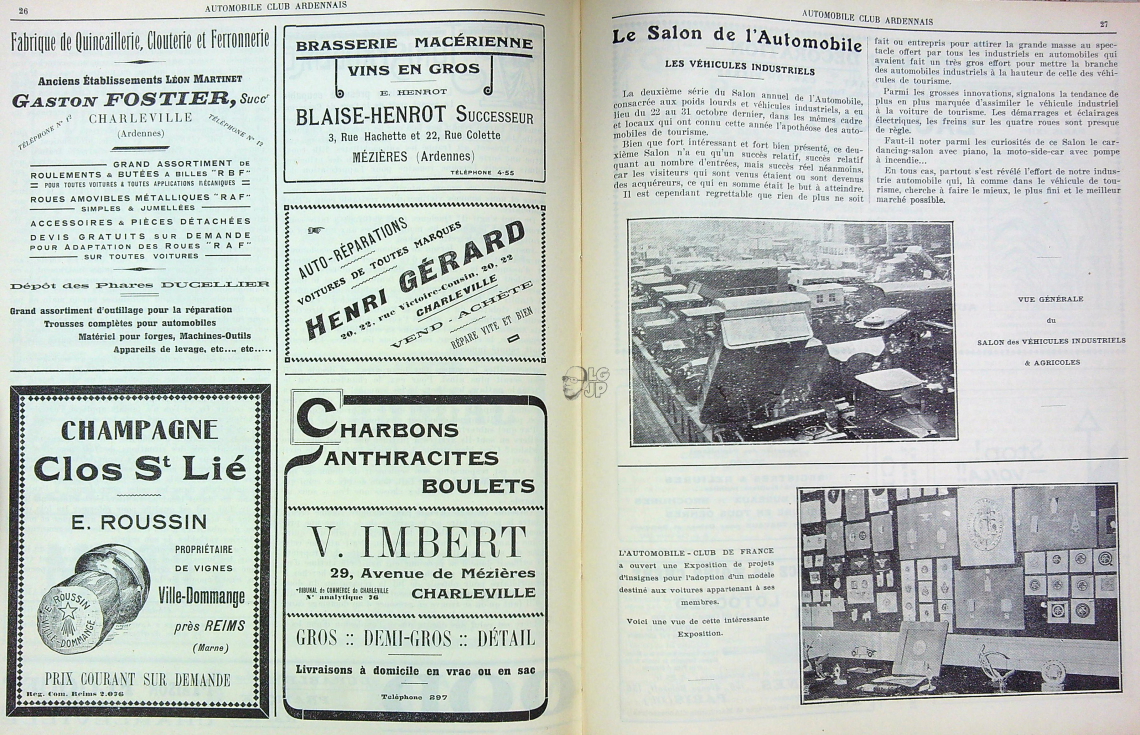 26
AUTOMOBILE CLUB ARDENNAIS
Fabrique de Quincaillerie, Clouterie et Ferronnerie
Anciens Établissements LÉON MARTINET
GASTON FOSTIER, Succr
TÉLÉPHONE N° 12
CHARLEVILLE
(Ardennes)
TÉLÉPHONE N° 12
GRAND ASSORTIMENT DE
ROULEMENTS & BUTÉES A BILLES "RBF"
POUR TOUTES VOITURES & TOUTES APPLICATIONS MÉCANIQUES
ROUES AMOVIBLES MÉTALLIQUES "RAF"
SIMPLES & JUMELLÉES
ACCESSOIRES & PIÈCES DÉTACHÉES
DEVIS GRATUITS SUR DEMANDE
POUR ADAPTATION DES ROUES "RAF"
SUR TOUTES VOITURES
Dépôt des Phares DUCELLIER
Grand assortiment d'outillage pour la réparation
Trousses complètes pour automobiles
Matériel pour forges, Machines-Outils
Appareils de levage, etc.... etc.....
CHAMPAGNE
Clos St Lié
E. ROUSSIN
PROPRIÉTAIRE
DE VIGNES
Ville-Dommange
près REIMS
(Marne)
E. ROUSSIN
VILLE-DOMMANGE
PRIX COURANT SUR DEMANDE
Reg. Com. Reims 2.036
BRASSERIE MACÉRIENNE
VINS EN GROS
E. HENROT
BLAISE-HENROT SUCCESSEUR
3, Rue Hachette et 22, Rue Colette
MÉZIÈRES (Ardennes)
TÉLÉPHONE 4-55
AUTO-RÉPARATIONS
VOITURES DE TOUTES MARQUES
HENRI GÉRARD
20, 22, rue Victoire-Cousin, 20, 22
CHARLEVILLE
VEND - ACHÈTE
RÉPARE VITE ET BIEN
CHARBONS
ANTHRACITES
BOULETS
V. IMBERT
29, Avenue de Mézières
TRIBUNAL DE COMMERCE DE CHARLEVILLE
N° analytique 76
CHARLEVILLE
GROS :: DEMI-GROS :: DÉTAIL
Livraisons à domicile en vrac ou en sac
Téléphone 297
LG
JP
AUTOMOBILE CLUB ARDENNAIS
27
Le Salon de l'Automobile
LES VÉHICULES INDUSTRIELS
La deuxième série du Salon annuel de l'Automobile,
consacrée aux poids lourds et véhicules industriels, a eu
lieu du 22 au 31 octobre dernier, dans les mêmes cadre
et locaux qui ont connu cette année l'apothéose des auto-
mobiles de tourisme.
Bien que fort intéressant et fort bien présenté, ce deu-
xième Salon n'a eu qu'un succès relatif, succès relatif
quant au nombre d'entrées, mais succès réel néanmoins,
car les visiteurs qui sont venus étaient ou sont devenus
des acquéreurs, ce qui en somme était le but à atteindre.
Il est cependant regrettable que rien de plus ne soit
fait ou entrepris pour attirer la grande masse au spec-
tacle offert par tous les industriels en automobiles qui
avaient fait un très gros effort pour mettre la branche
des automobiles industriels à la hauteur de celle des véhi-
cules de tourisme.
Parmi les grosses innovations, signalons la tendance de
plus en plus marquée d'assimiler le véhicule industriel
à la voiture de tourisme. Les démarrages et éclairages
électriques, les freins sur les quatre roues sont presque
de règle.
Faut-il noter parmi les curiosités de ce Salon le car-
dancing-salon avec piano, la moto-side-car avec pompe
à incendie...
En tous cas, partout s'est révélé l'effort de notre indus-
trie automobile qui, là comme dans le véhicule de tou-
risme, cherche à faire le mieux, le plus fini et le meilleur
marché possible.
VUE GÉNÉRALE
du
SALON des VÉHICULES INDUSTRIELS
& AGRICOLES
L'AUTOMOBILE-CLUB DE FRANCE
a ouvert une Exposition de projets
d'insignes pour l'adoption d'un modèle
destiné aux voitures appartenant à ses
membres.
Voici une vue de cette intéressante
Exposition.